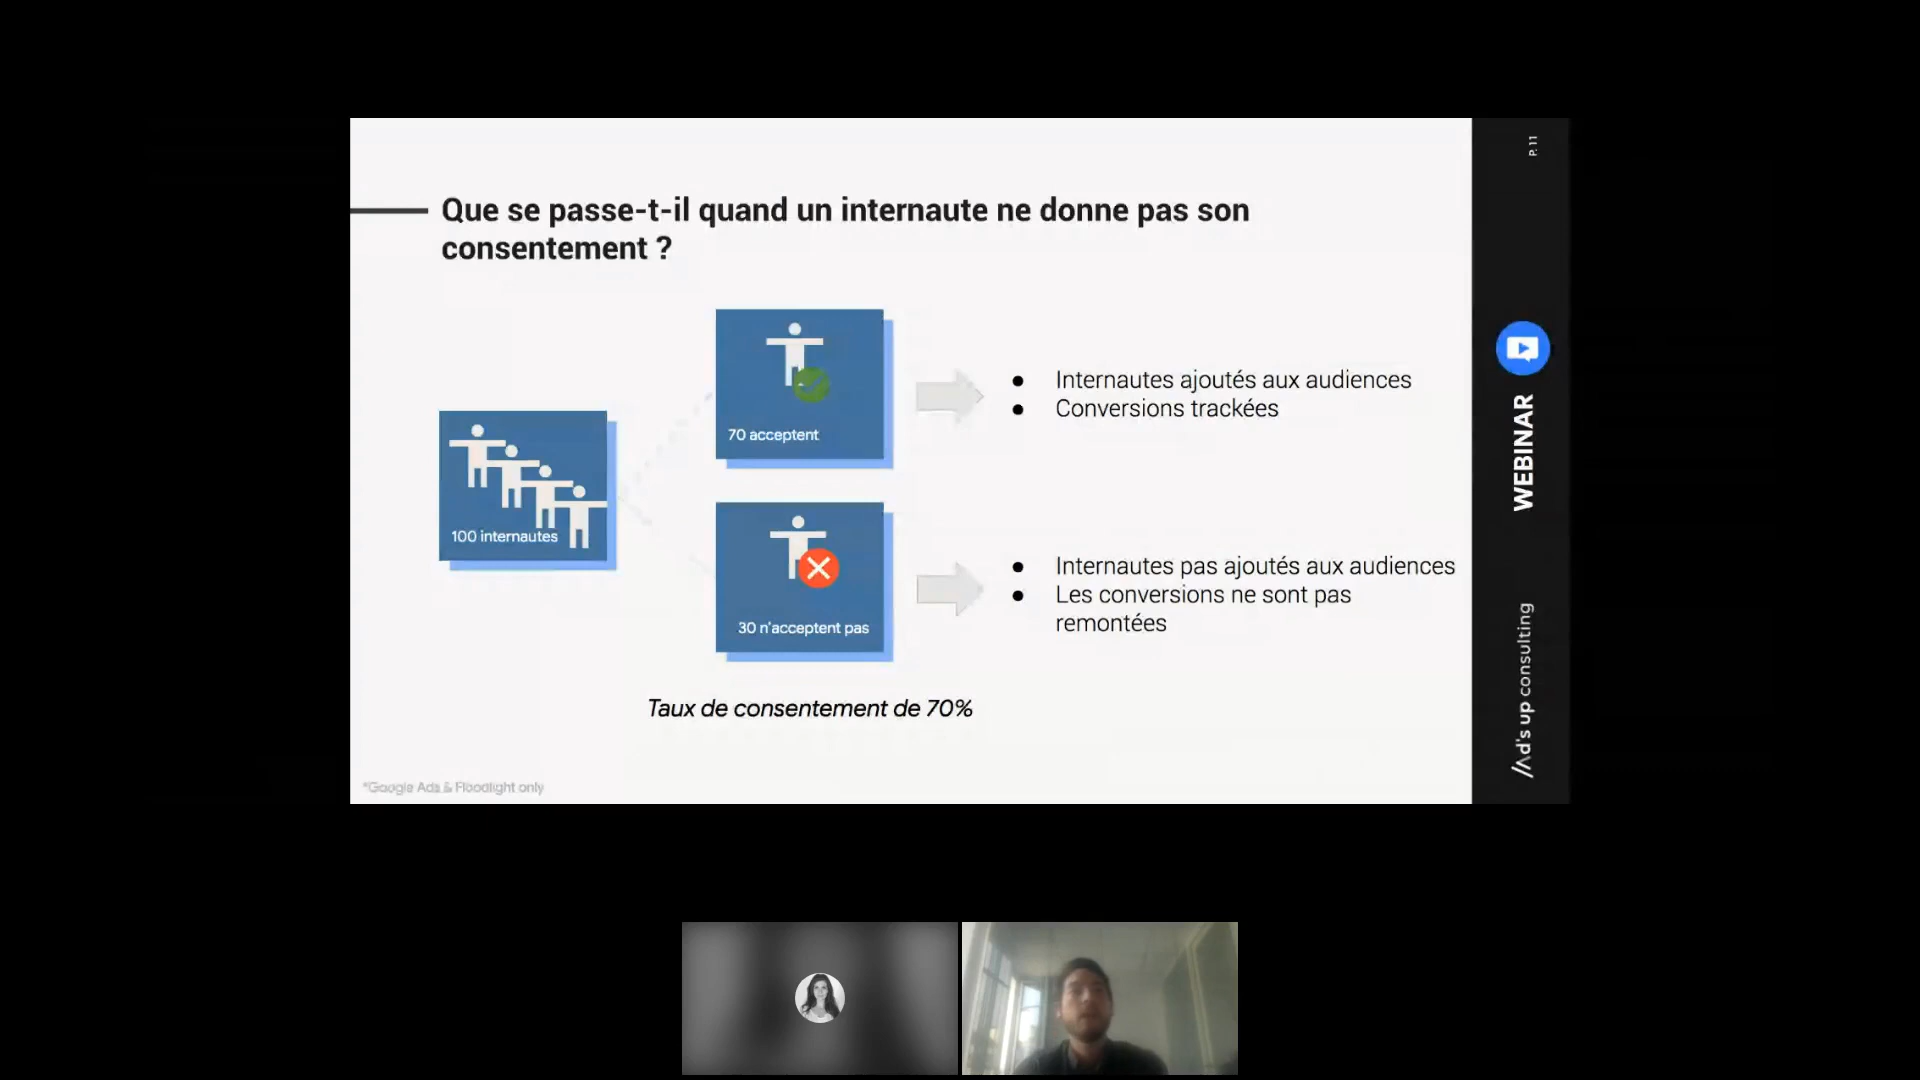 P. 11
Que se passe-t-il quand un internaute ne donne pas son
consentement ?
100 internautes
70 acceptent
Internautes ajoutés aux audiences
Conversions trackées
30 n'acceptent pas
Internautes pas ajoutés aux audiences
Les conversions ne sont pas
remontées
Taux de consentement de 70%
*Google Ads & Floodlight only
WEBINAR
Ad's up consulting